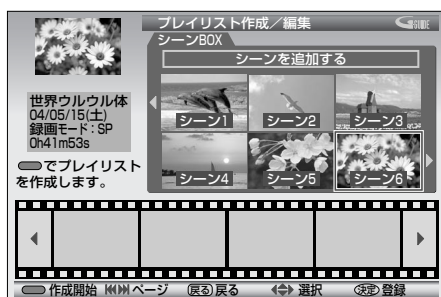 プレイリスト作成／編集
G GUIDE
シーンBOX
シーンを追加する
シーン1
シーン2
シーン3
世界ウルウル体
04/05/15(土)
録画モード：SP
0h41m53s
シーン4
シーン5
シーン6
でプレイリスト
を作成します。
作成開始 ページ 戻る 戻る 選択 決定 登録